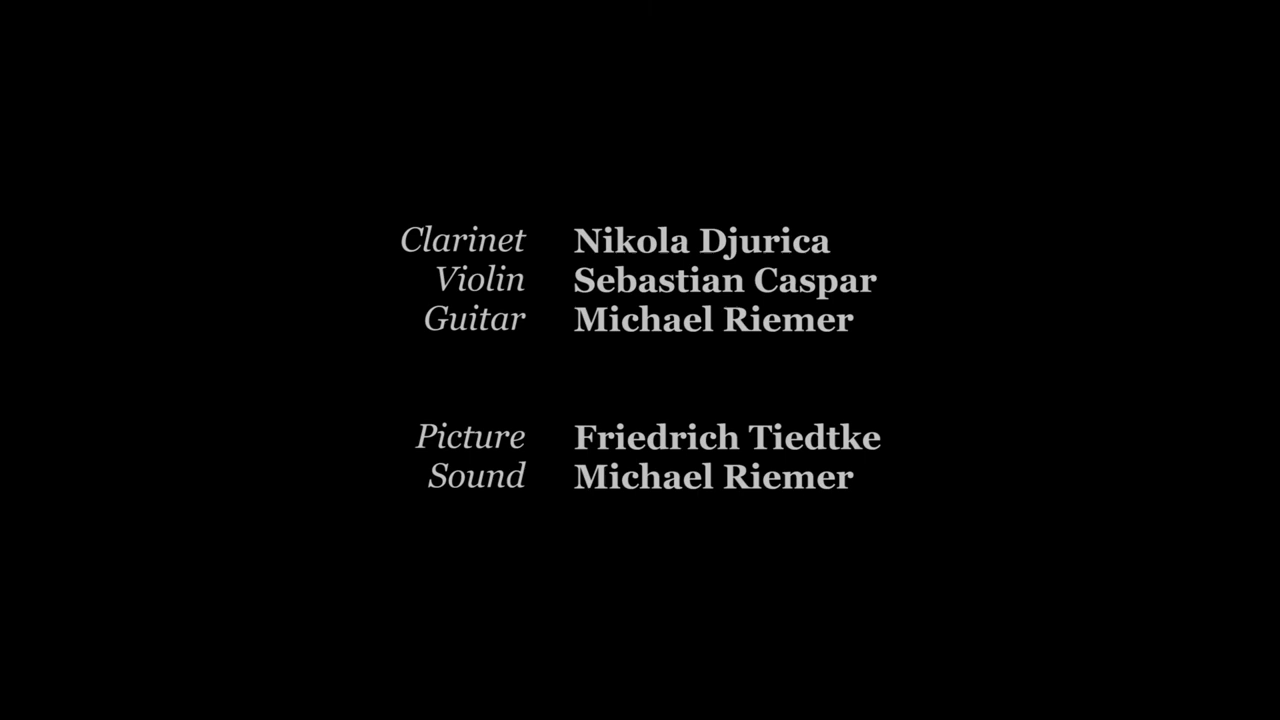 Clarinet Nikola Djurica
Violin Sebastian Caspar
Guitar Michael Riemer
Picture Friedrich Tiedtke
Sound Michael Riemer